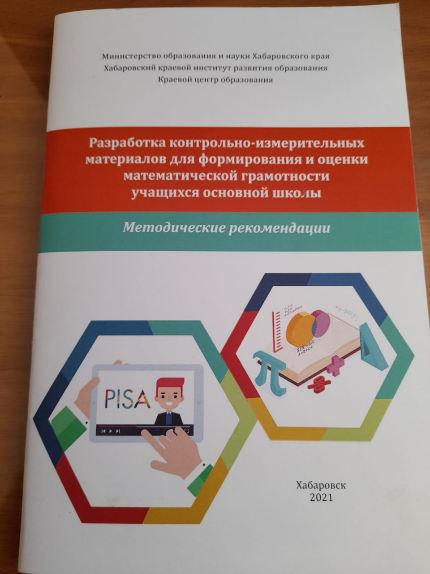 Министерство образования и науки Хабаровского края
Хабаровский краевой институт развития образования
Краевой центр образования
Разработка контрольно-измерительных
материалов для формирования и оценки
математической грамотности
учащихся основной школы
Методические рекомендации
PISA
Хабаровск
2021